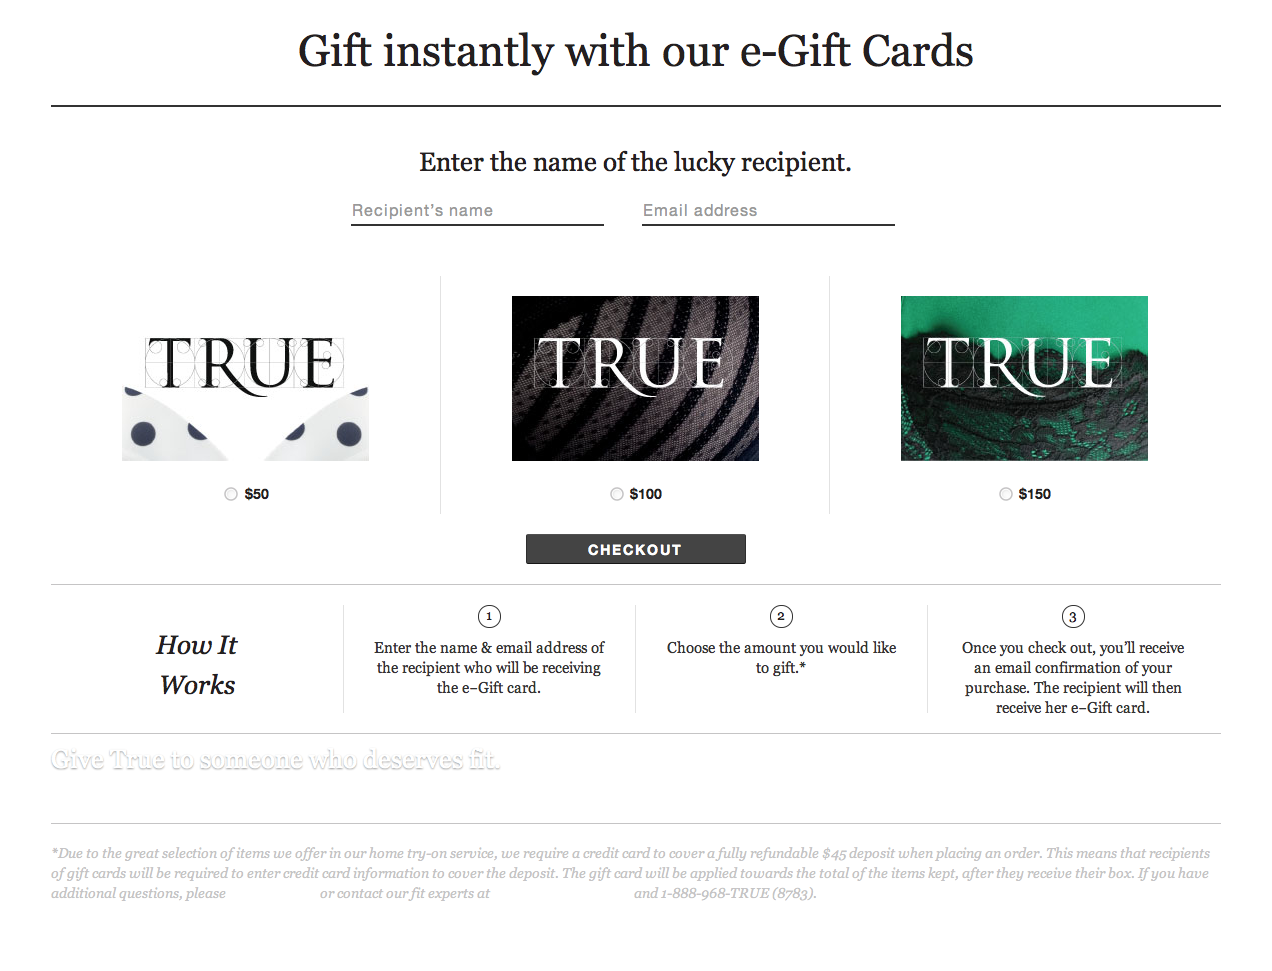 Gift instantly with our e-Gift Cards
Enter the name of the lucky recipient.
Recipient's name
Email address
TRUE
TRUE
TRUE
$50
$100
$150
CHECKOUT
How It
Works
1
Enter the name & email address of
the recipient who will be receiving
the e–Gift card.
2
Choose the amount you would like
to gift.*
3
Once you check out, you'll receive
an email confirmation of your
purchase. The recipient will then
receive her e–Gift card.
Give True to someone who deserves fit.
*Due to the great selection of items we offer in our home try-on service, we require a credit card to cover a fully refundable $45 deposit when placing an order. This means that recipients
of gift cards will be required to enter credit card information to cover the deposit. The gift card will be applied towards the total of the items kept, after they receive their box. If you have
additional questions, please or contact our fit experts at and 1-888-968-TRUE (8783).